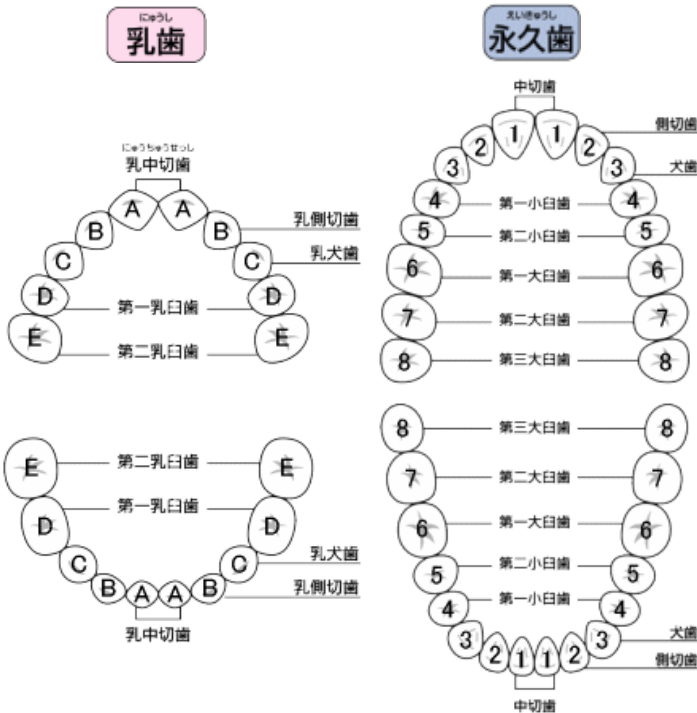 にゅうし
乳歯
にゅうちゅうせっし
乳中切歯
A A
B B
乳側切歯
C C
乳犬歯
D D
第一乳臼歯
E E
第二乳臼歯
E E
第二乳臼歯
第一乳臼歯
D D
乳犬歯
C C
乳側切歯
B A A B
乳中切歯
えいきゅうし
永久歯
中切歯
1 1
側切歯
2 2
犬歯
3 3
4 第一小臼歯 4
5 第二小臼歯 5
6 第一大臼歯 6
7 第二大臼歯 7
8 第三大臼歯 8
8 第三大臼歯 8
7 第二大臼歯 7
6 第一大臼歯 6
5 第二小臼歯 5
4 第一小臼歯 4
3 3 犬歯
2 1 1 2 側切歯
中切歯